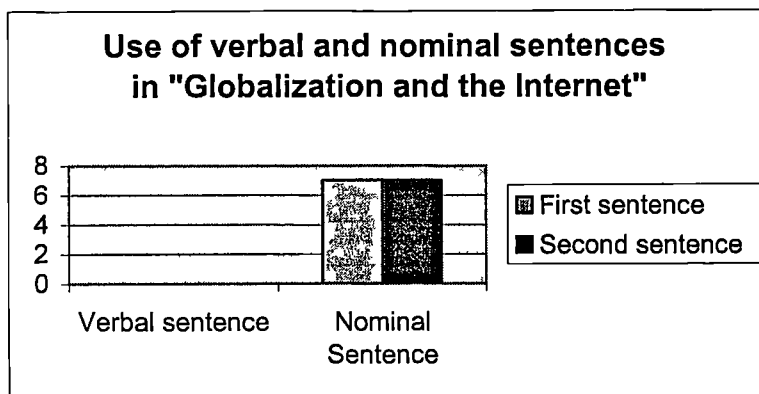 Use of verbal and nominal sentences
in "Globalization and the Internet"
8
6
4
2
0
Verbal sentence
Nominal
Sentence
First sentence
Second sentence